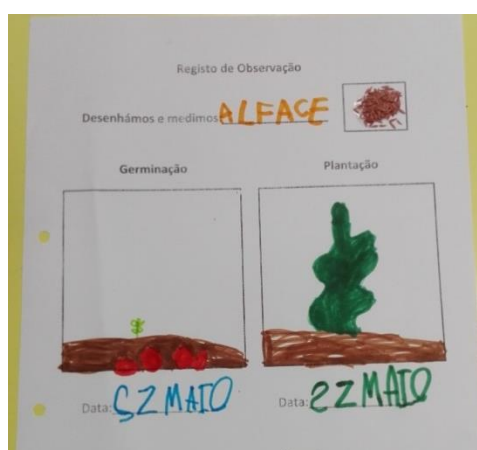 Registo de Observação
Desenhámos e medimos: ALFACE
Germinação
Plantação
Data: 5 2 MAIO
Data: 2 2 MAIO